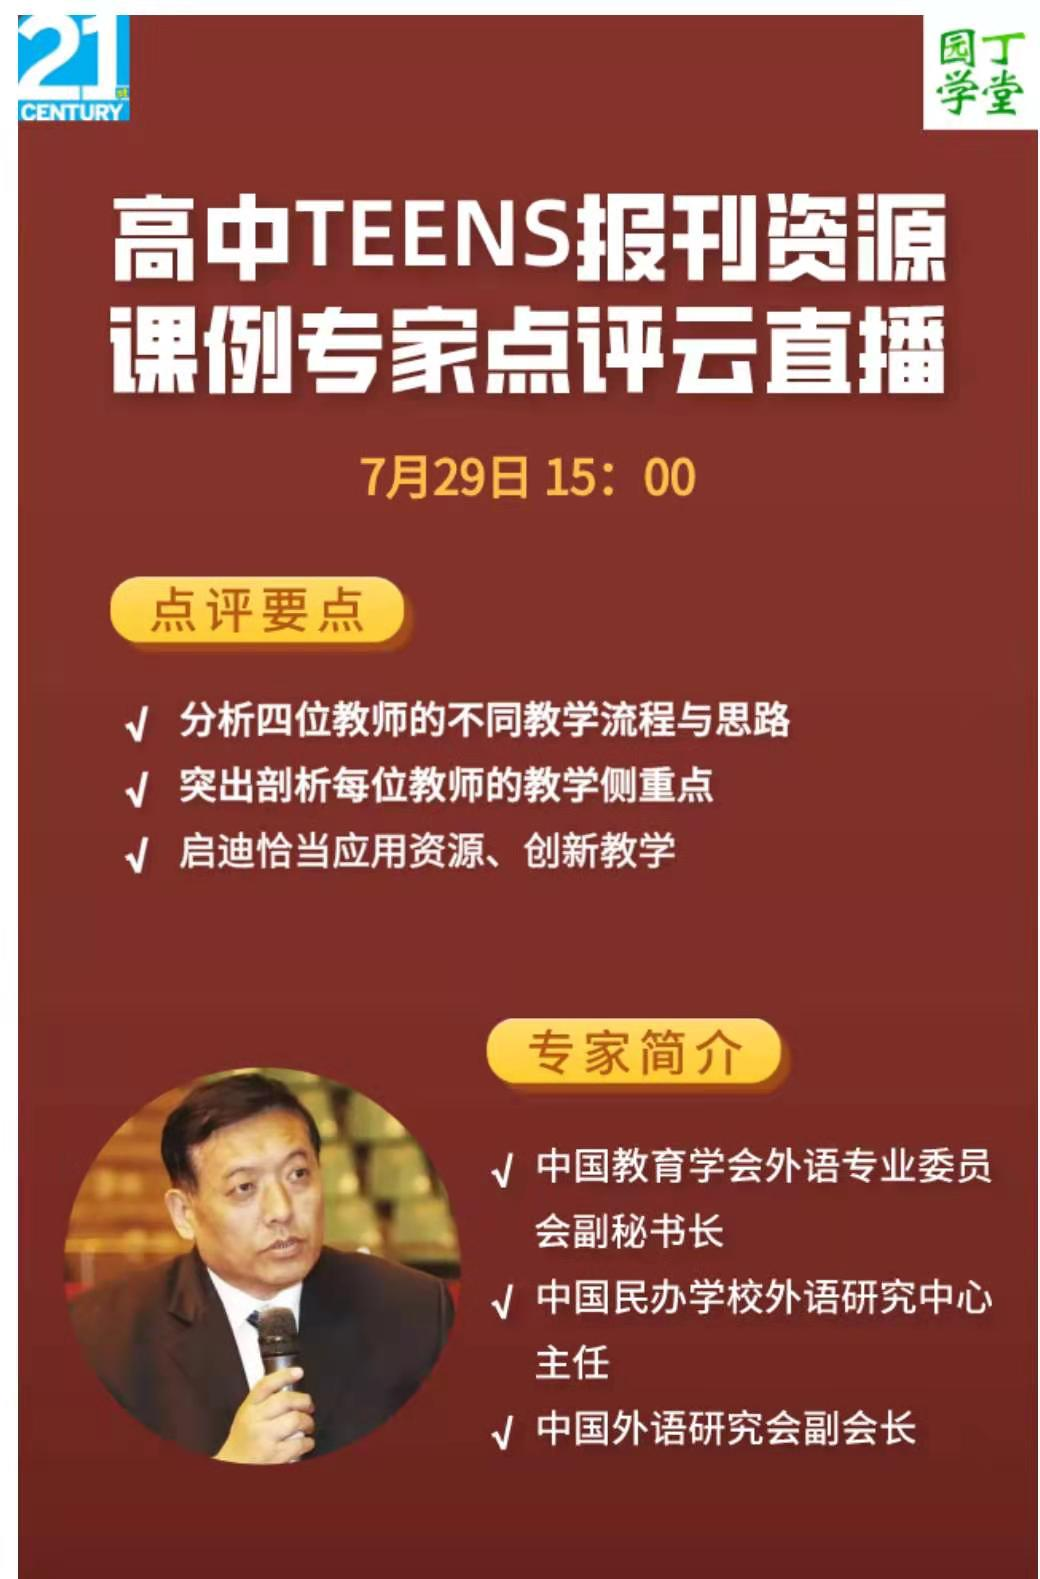 21st
CENTURY
园丁
学堂
高中TEENS报刊资源
课例专家点评云直播
7月29日 15：00
点评要点
√ 分析四位教师的不同教学流程与思路
√ 突出剖析每位教师的教学侧重点
√ 启迪恰当应用资源、创新教学
专家简介
√ 中国教育学会外语专业委员
会副秘书长
√ 中国民办学校外语研究中心
主任
√ 中国外语研究会副会长